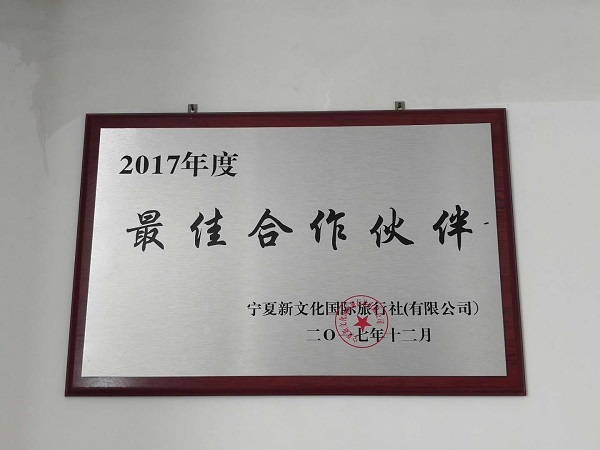 2017年度
最佳合作伙伴
宁夏新文化国际旅行社(有限公司)
二〇 七年十二月